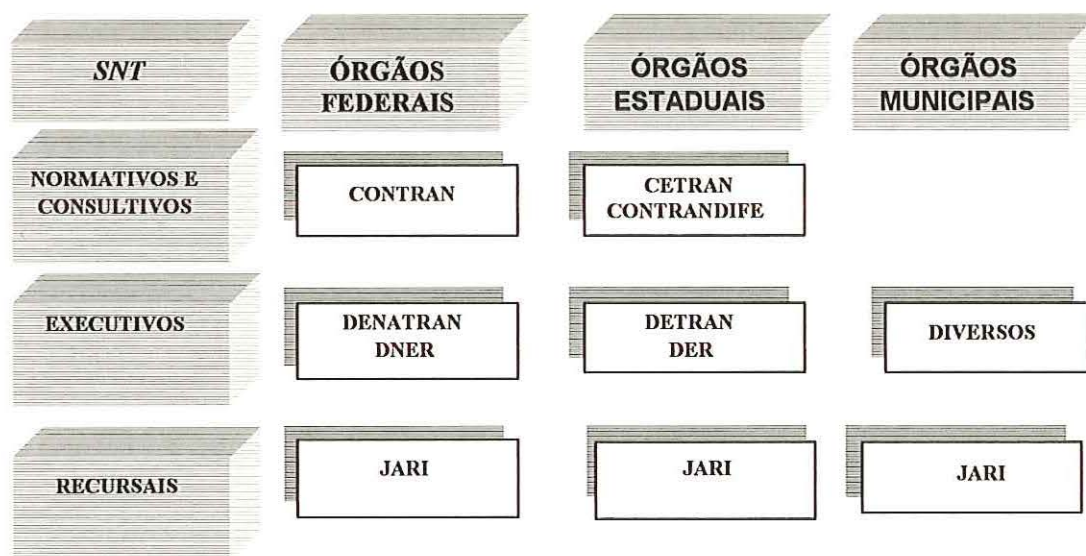 SNT
ÓRGÃOS
FEDERAIS
ÓRGÃOS
ESTADUAIS
ÓRGÃOS
MUNICIPAIS
NORMATIVOS E
CONSULTIVOS
CONTRAN
CETRAN
CONTRANDIFE
EXECUTIVOS
DENATRAN
DNER
DETRAN
DER
DIVERSOS
RECURSAIS
JARI
JARI
JARI